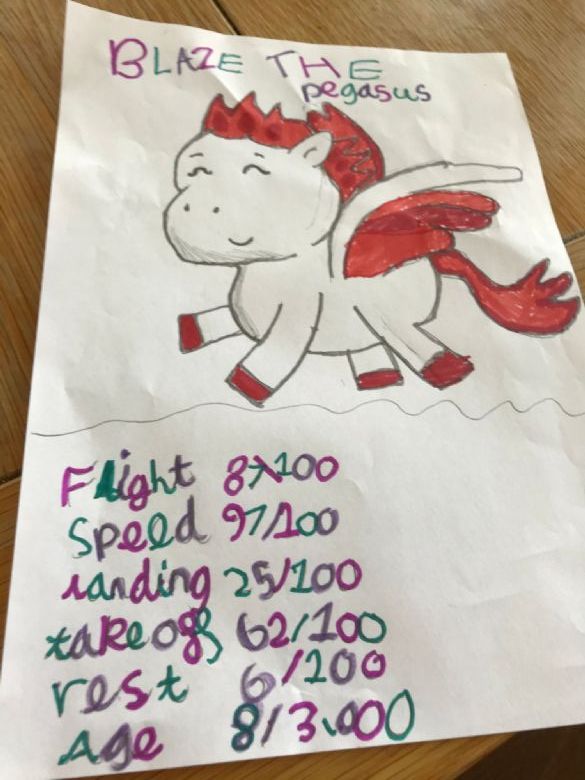 BLAZE THE
pegasus
Flight 87/100
Speed 97/100
Landing 25/100
takeoff 62/100
rest 6/100
Age 8/3.000